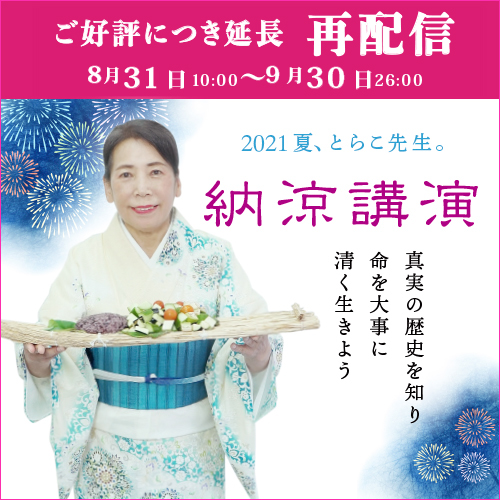 ご好評につき延長 再配信
8月31日10:00〜9月30日26:00
2021夏、とらこ先生。
納涼講演
真実の歴史を知り
命を大事に
清く生きよう